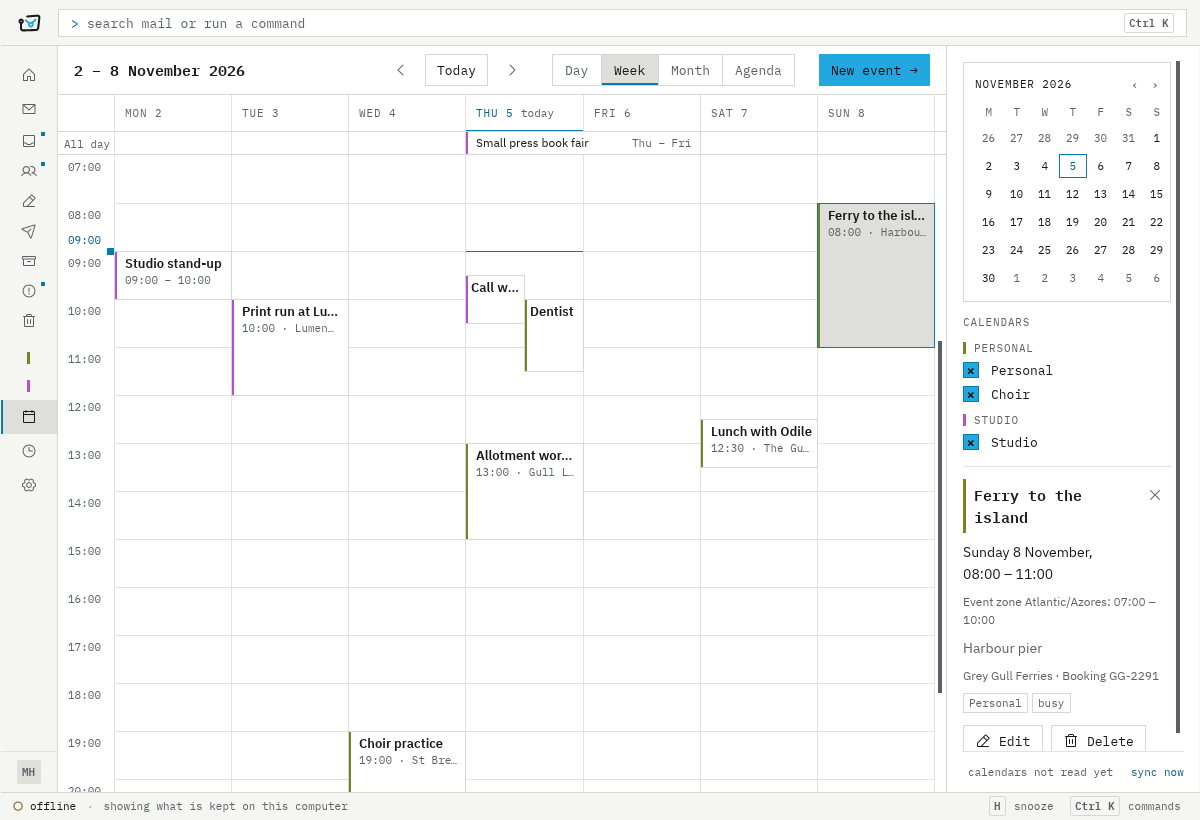 > search mail or run a command Ctrl K
2 – 8 November 2026 Today Day Week Month Agenda New event →
MON 2 TUE 3 WED 4 THU 5 today FRI 6 SAT 7 SUN 8
All day Small press book fair Thu – Fri
07:00
08:00
09:00
09:00
10:00
11:00
12:00
13:00
14:00
15:00
16:00
17:00
18:00
19:00
20:00
Studio stand-up
09:00 – 10:00
Print run at Lu…
10:00 · Lumen…
Choir practice
19:00 · St Bre…
Call w…
Dentist
Allotment wor…
13:00 · Gull L…
Lunch with Odile
12:30 · The Gu…
Ferry to the isl…
08:00 · Harbou…
NOVEMBER 2026 ‹ ›
M T W T F S S
26 27 28 29 30 31 1
2 3 4 5 6 7 8
9 10 11 12 13 14 15
16 17 18 19 20 21 22
23 24 25 26 27 28 29
30 1 2 3 4 5 6
CALENDARS
PERSONAL
Personal
Choir
STUDIO
Studio
Ferry to the
island
Sunday 8 November,
08:00 – 11:00
Event zone Atlantic/Azores: 07:00 –
10:00
Harbour pier
Grey Gull Ferries · Booking GG-2291
Personal busy
Edit Delete
calendars not read yet sync now
MH
offline · showing what is kept on this computer H snooze Ctrl K commands